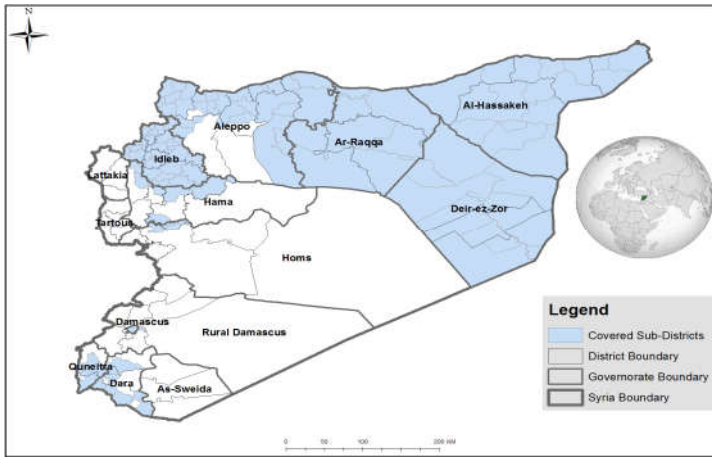 N
Al-Hassakeh
Aleppo
Ar-Raqqa
Idleb
Lattakia
Hama
Deir-ez-Zor
Tartous
Homs
Damascus
Rural Damascus
Quneitra
Dara
As-Sweida
Legend
Covered Sub-Districts
District Boundary
Governorate Boundary
Syria Boundary
0 50 100 200 KM